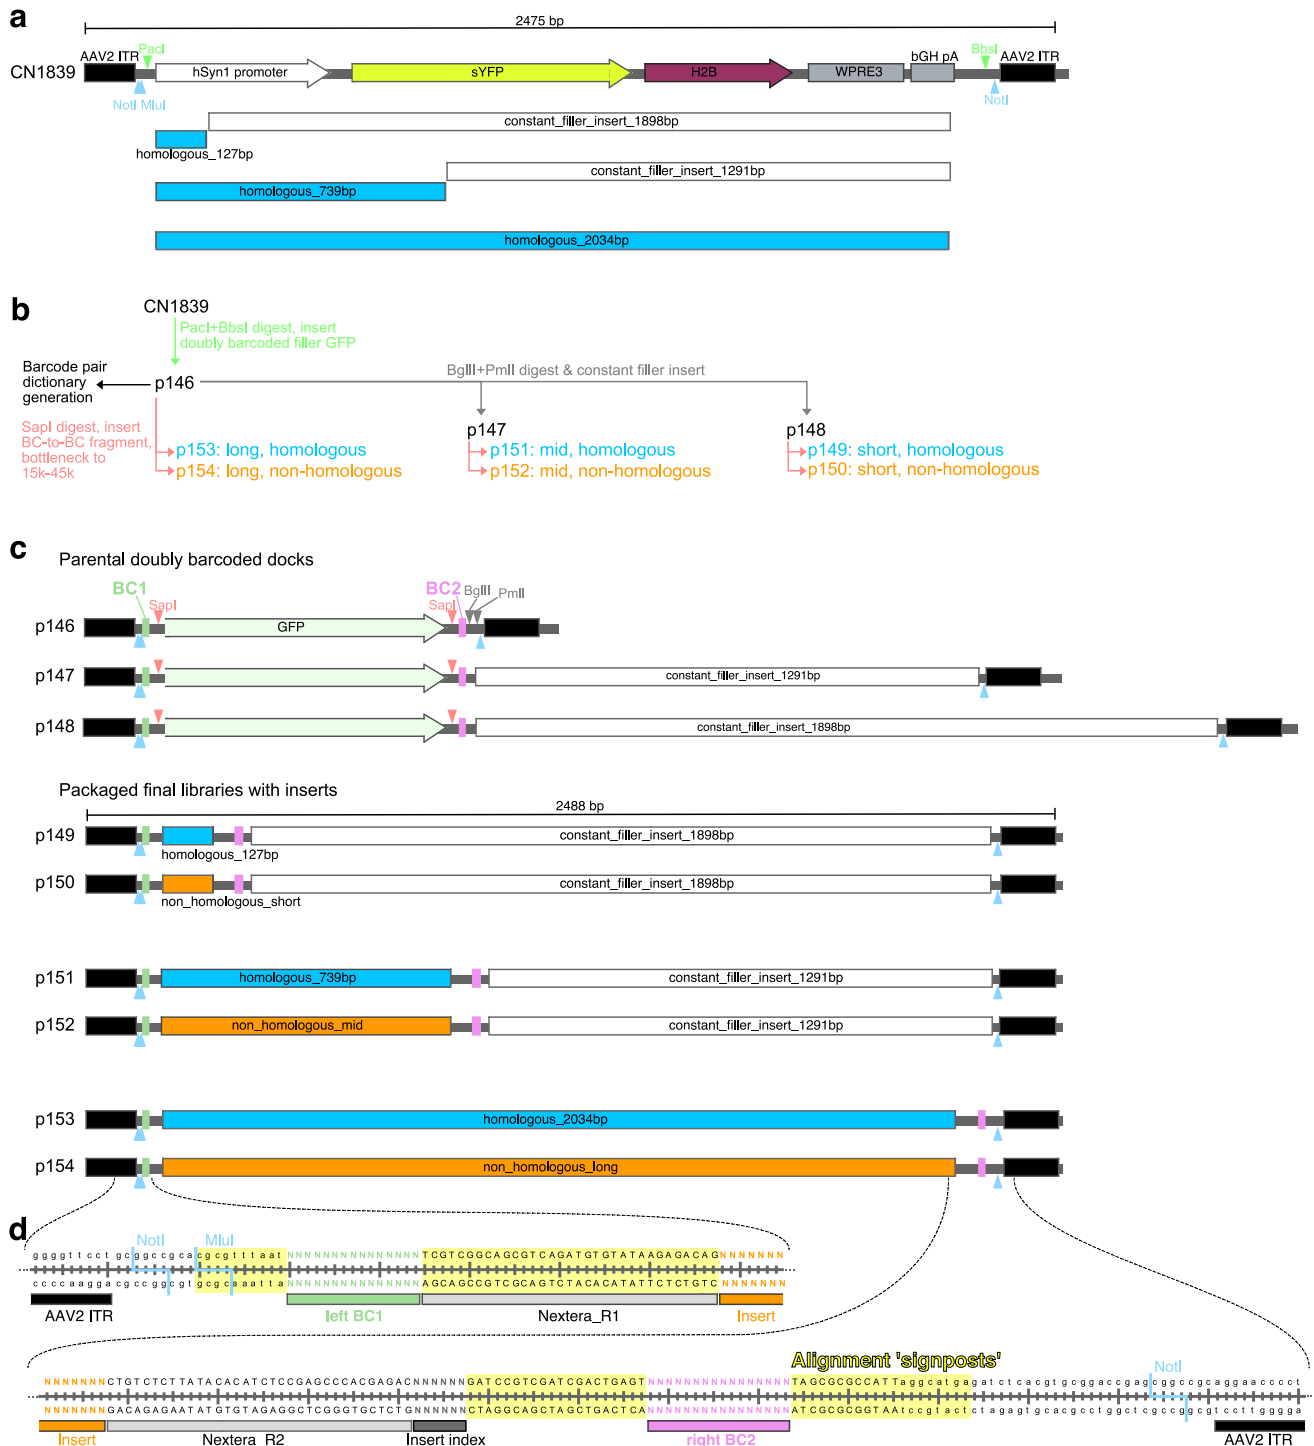 a
2475 bp
AAV2 ITR
PacI
BbsI
AAV2 ITR
CN1839
hSyn1 promoter
sYFP
H2B
WPRE3
bGH pA
NotI MluI
NotI
constant_filler_insert_1898bp
homologous_127bp
constant_filler_insert_1291bp
homologous_739bp
homologous_2034bp
b
CN1839
PacI+BbsI digest, insert
doubly barcoded filler GFP
Barcode pair
dictionary
generation
p146
BglII+PmlI digest & constant filler insert
SapI digest, insert
BC-to-BC fragment,
bottleneck to
15k-45k
p153: long, homologous
p154: long, non-homologous
p147
p151: mid, homologous
p152: mid, non-homologous
p148
p149: short, homologous
p150: short, non-homologous
c
Parental doubly barcoded docks
BC1
SapI
BC2
SapI
BglII
PmlI
p146
GFP
p147
constant_filler_insert_1291bp
p148
constant_filler_insert_1898bp
Packaged final libraries with inserts
2488 bp
p149
constant_filler_insert_1898bp
homologous_127bp
p150
constant_filler_insert_1898bp
non_homologous_short
p151
homologous_739bp
constant_filler_insert_1291bp
p152
non_homologous_mid
constant_filler_insert_1291bp
p153
homologous_2034bp
p154
non_homologous_long
d
NotI
MluI
ggggttcctgcggccgcacgcgtttaatNNNNNNNNNNNNNNNTCGTCGGCAGCGTCAGATGTGTATAAGAGACAGNNNNNNN
ccccaaggacgccggcgtgcgcaaattaNNNNNNNNNNNNNNNAGCAGCCGTCGCAGTCTACACATATTCTCTGTCNNNNNNN
AAV2 ITR
left BC1
Nextera_R1
Insert
Alignment 'signposts'
NotI
NNNNNNNCTGTCTCTTATACACATCTCCGAGCCCACGAGACNNNNNNGATCCGTCGATCGACTGAGTNNNNNNNNNNNNNNNNTAGCGCGCCATTAggcatgagatctcacgtgcggaccgagcggccgcaggaacccct
NNNNNNNGACAGAGAATATGTGTAGAGGCTCGGGTGCTCTGNNNNNNCTAGGCAGCTAGCTGACTCANNNNNNNNNNNNNNNNATCGCGCGGTAAtccgtactctagagtgcacgcctggctcgccggcgtccttgggga
Insert
Nextera_R2
Insert index
right BC2
AAV2 ITR